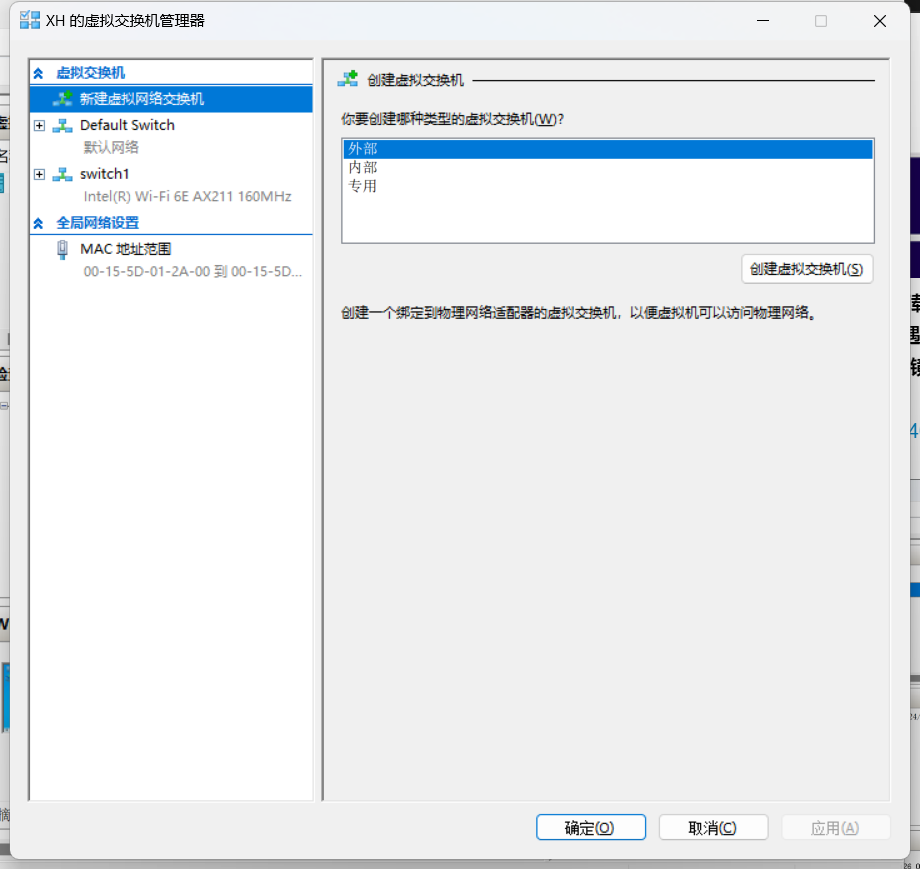 XH 的虚拟交换机管理器
虚拟交换机
新建虚拟网络交换机
Default Switch
默认网络
switch1
Intel(R) Wi-Fi 6E AX211 160MHz
全局网络设置
MAC 地址范围
00-15-5D-01-2A-00 到 00-15-5D...
创建虚拟交换机
你要创建哪种类型的虚拟交换机(W)?
外部
内部
专用
创建虚拟交换机(S)
创建一个绑定到物理网络适配器的虚拟交换机，以便虚拟机可以访问物理网络。
确定(O)
取消(C)
应用(A)